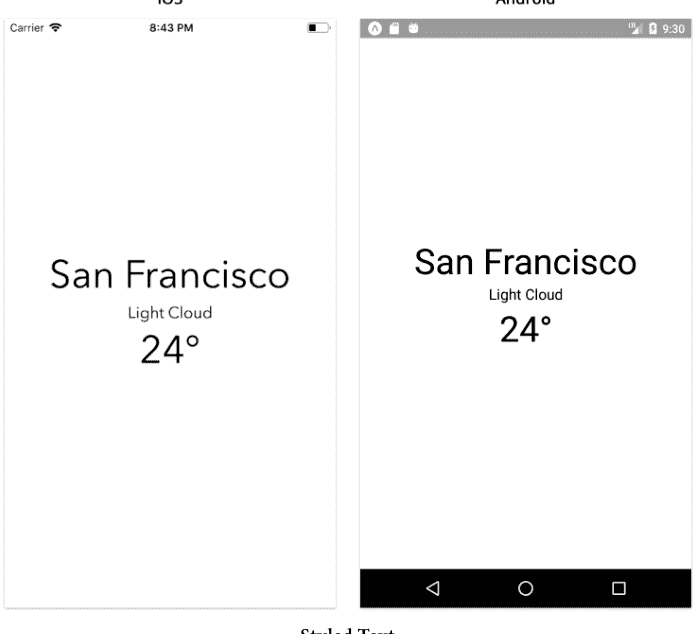 iOS
Carrier 8:43 PM
San Francisco
Light Cloud
24°
Android
9:30
San Francisco
Light Cloud
24°
Styled Text